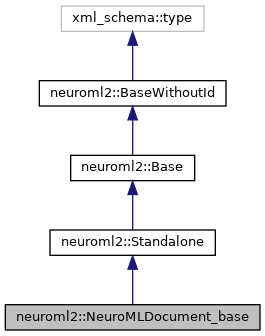 xml_schema::type
neuroml2::BaseWithoutId
neuroml2::Base
neuroml2::Standalone
neuroml2::NeuroMLDocument_base